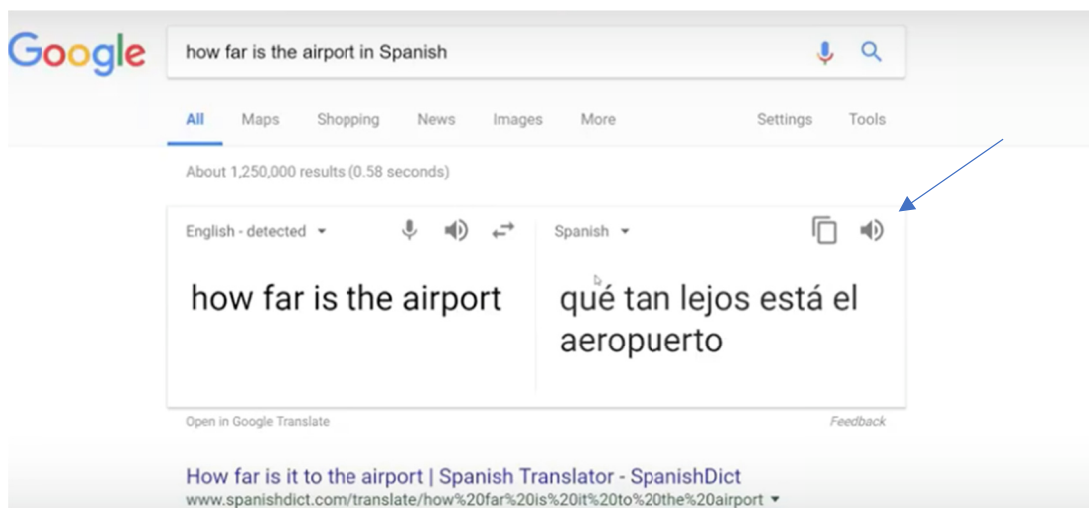 Google how far is the airport in Spanish
All Maps Shopping News Images More Settings Tools
About 1,250,000 results (0.58 seconds)
English - detected Spanish
how far is the airport
qué tan lejos está el
aeropuerto
Open in Google Translate Feedback
How far is it to the airport | Spanish Translator - SpanishDict
www.spanishdict.com/translate/how%20far%20is%20it%20to%20the%20airport